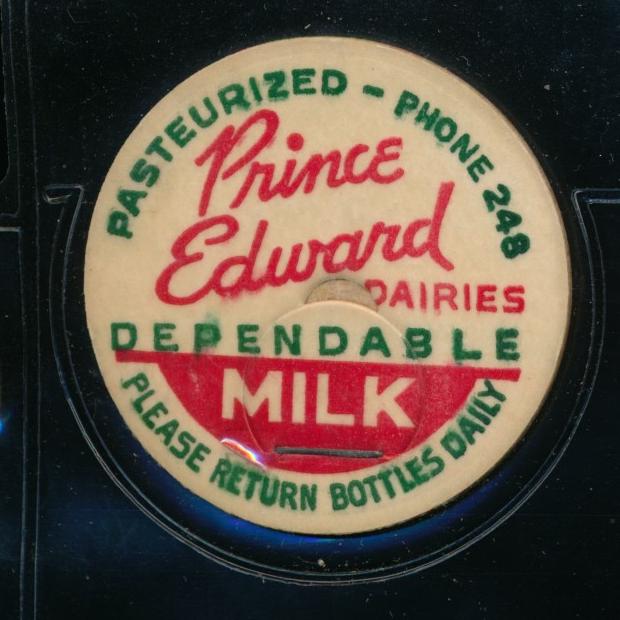 PASTEURIZED - PHONE 248
Prince
Edward
DAIRIES
DEPENDABLE
MILK
PLEASE RETURN BOTTLES DAILY